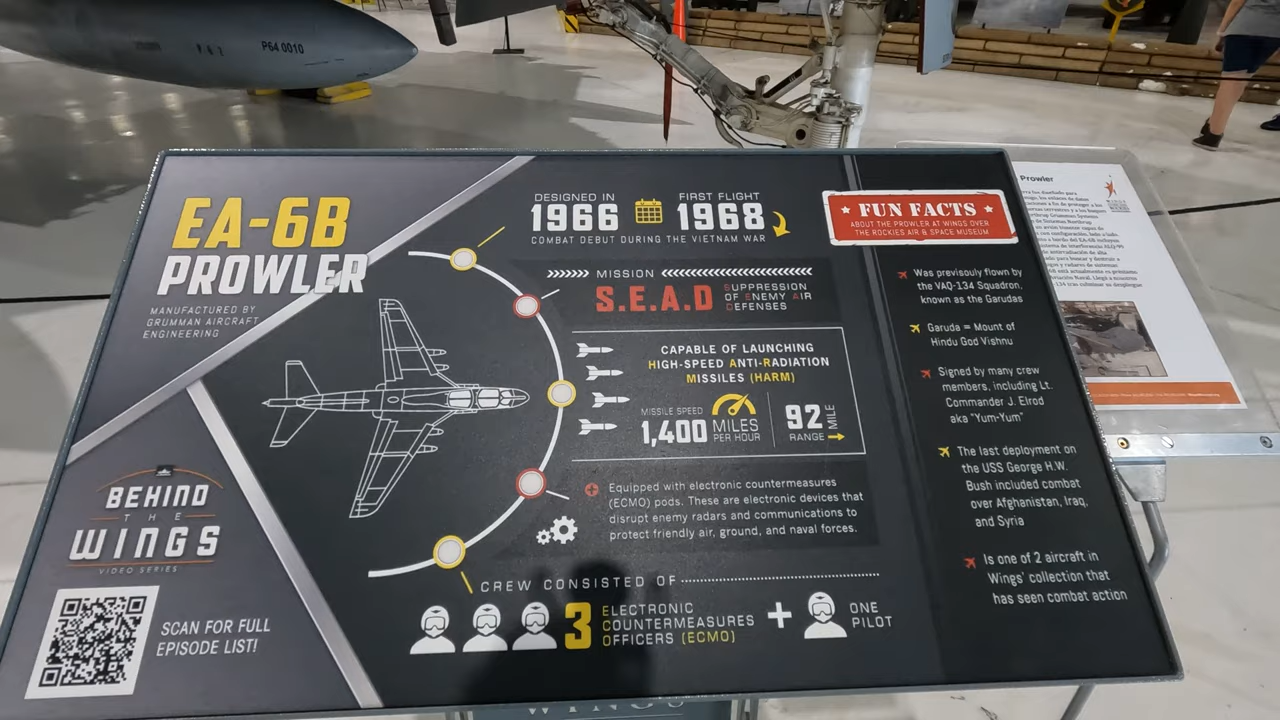 P64 0010
EA-6B
PROWLER
MANUFACTURED BY
GRUMMAN AIRCRAFT
ENGINEERING
DESIGNED IN
1966
FIRST FLIGHT
1968
COMBAT DEBUT DURING THE VIETNAM WAR
MISSION
S.E.A.D
SUPPRESSION
OF ENEMY AIR
DEFENSES
CAPABLE OF LAUNCHING
HIGH-SPEED ANTI-RADIATION
MISSILES (HARM)
MISSILE SPEED
1,400
MILES
PER HOUR
92
MILE
RANGE
Equipped with electronic countermeasures
(ECMO) pods. These are electronic devices that
disrupt enemy radars and communications to
protect friendly air, ground, and naval forces.
CREW CONSISTED OF
3
ELECTRONIC
COUNTERMEASURES
OFFICERS (ECMO)
+
ONE
PILOT
BEHIND
THE
WINGS
VIDEO SERIES
SCAN FOR FULL
EPISODE LIST!
FUN FACTS
ABOUT THE PROWLER AT WINGS OVER
THE ROCKIES AIR & SPACE MUSEUM
Was previsouly flown by
the VAQ-134 Squadron,
known as the Garudas
Garuda = Mount of
Hindu God Vishnu
Signed by many crew
members, including Lt.
Commander J. Elrod
aka "Yum-Yum"
The last deployment on
the USS George H.W.
Bush included combat
over Afghanistan, Iraq,
and Syria
Is one of 2 aircraft in
Wings' collection that
has seen combat action
Prowler
WINGS